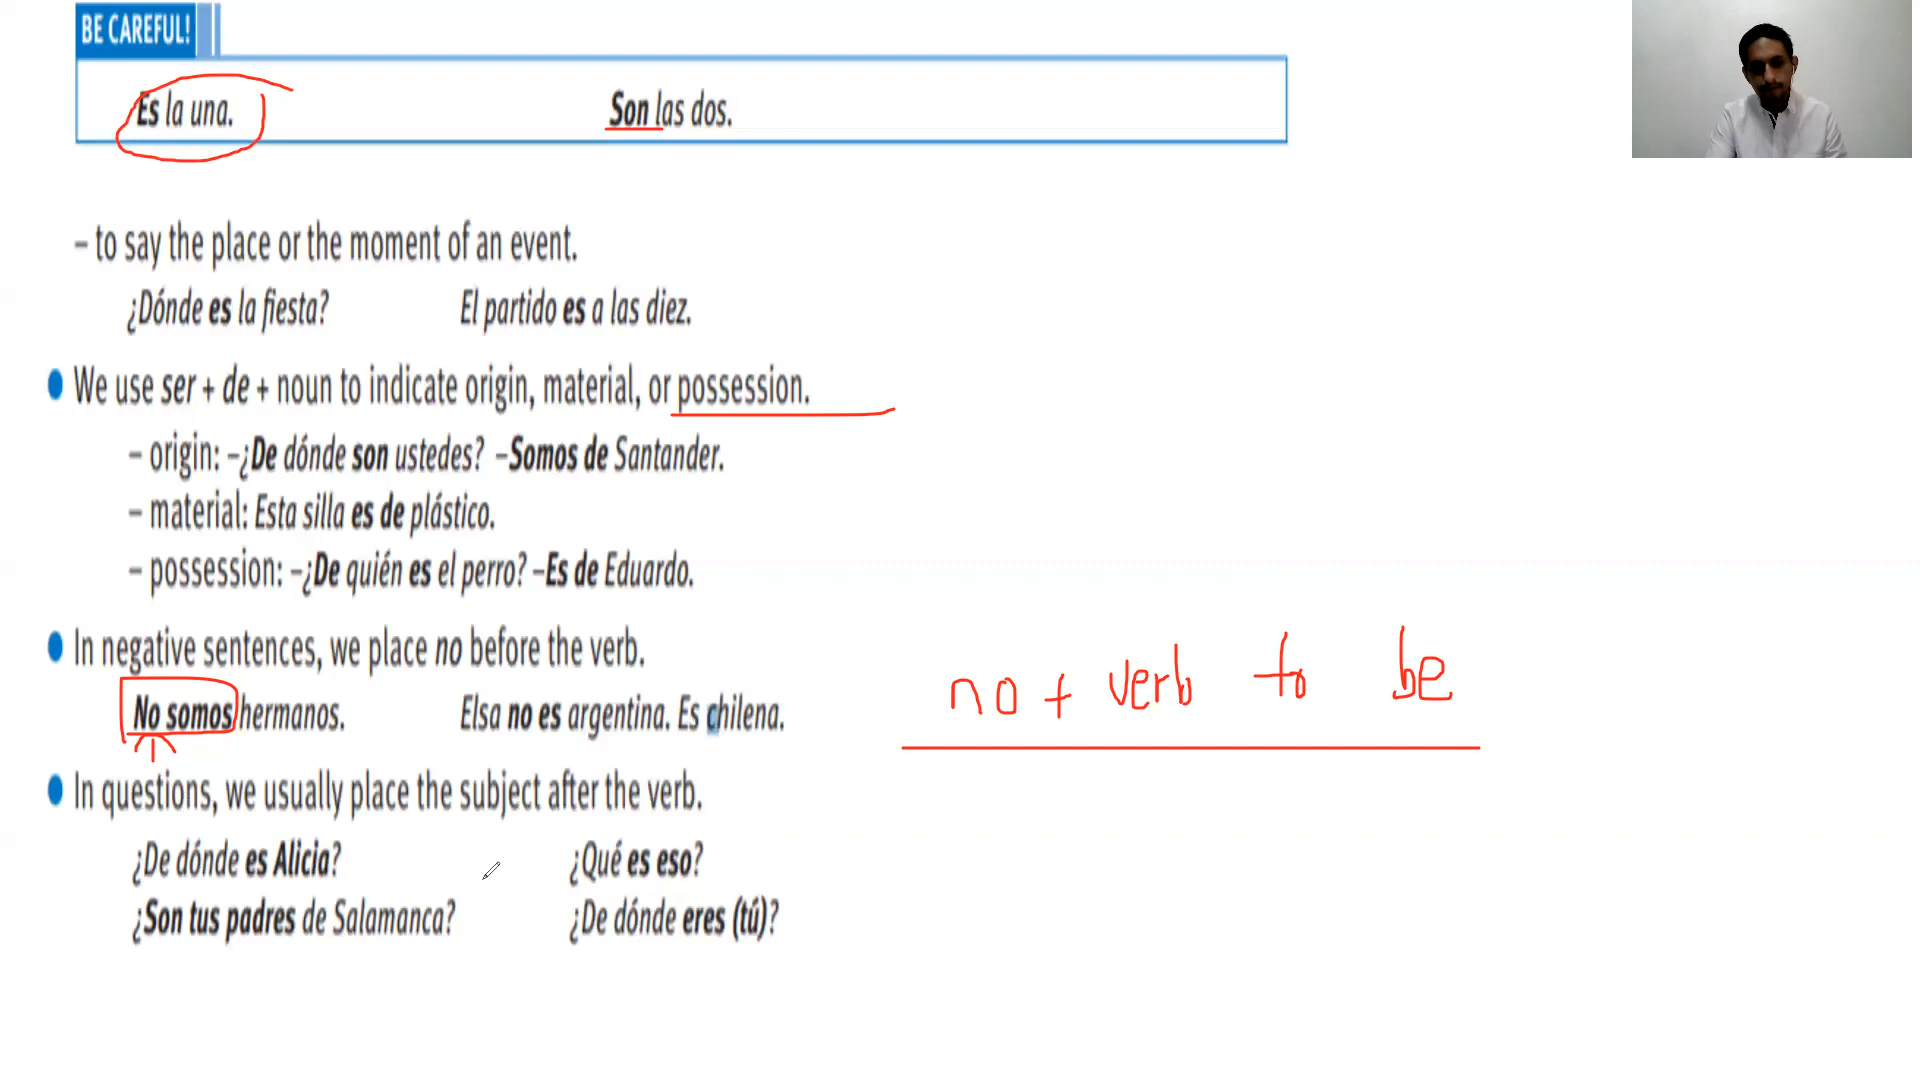 BE CAREFUL!
Es la una. Son las dos.
– to say the place or the moment of an event.
¿Dónde es la fiesta? El partido es a las diez.
We use ser + de + noun to indicate origin, material, or possession.
– origin: –¿De dónde son ustedes? –Somos de Santander.
– material: Esta silla es de plástico.
– possession: –¿De quién es el perro? –Es de Eduardo.
In negative sentences, we place no before the verb.
No somos hermanos. Elsa no es argentina. Es chilena.
no + verb to be
In questions, we usually place the subject after the verb.
¿De dónde es Alicia? ¿Qué es eso?
¿Son tus padres de Salamanca? ¿De dónde eres (tú)?